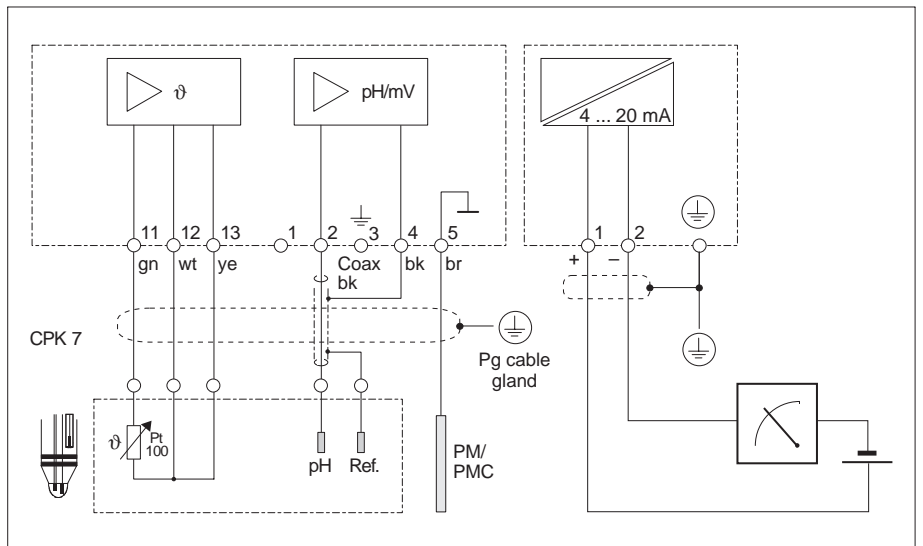 ϑ
pH/mV
4 ... 20 mA
11 12 13 1 2 3 4 5
gn wt ye Coax bk br
bk
1 2
+ –
CPK 7
Pg cable
gland
ϑ Pt
100
pH Ref.
PM/
PMC